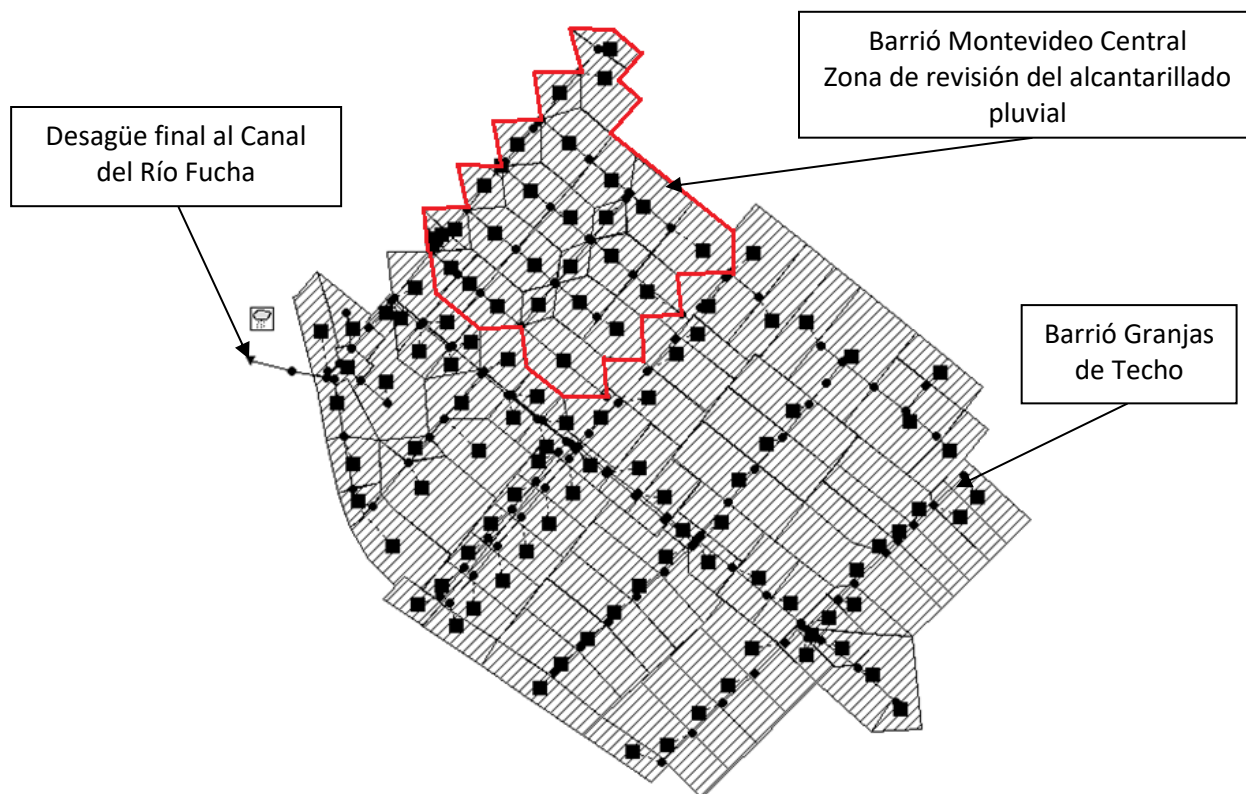 Barrió Montevideo Central
Zona de revisión del alcantarillado
pluvial
Desagüe final al Canal
del Río Fucha
Barrió Granjas
de Techo